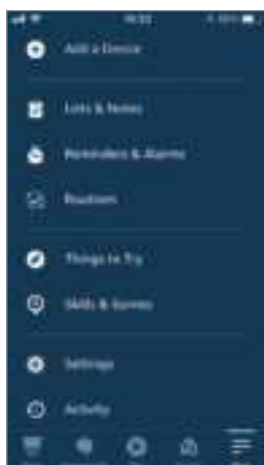 Add a Device
Lists & Notes
Reminders & Alarms
Routines
Things to Try
Skills & Games
Settings
Activity